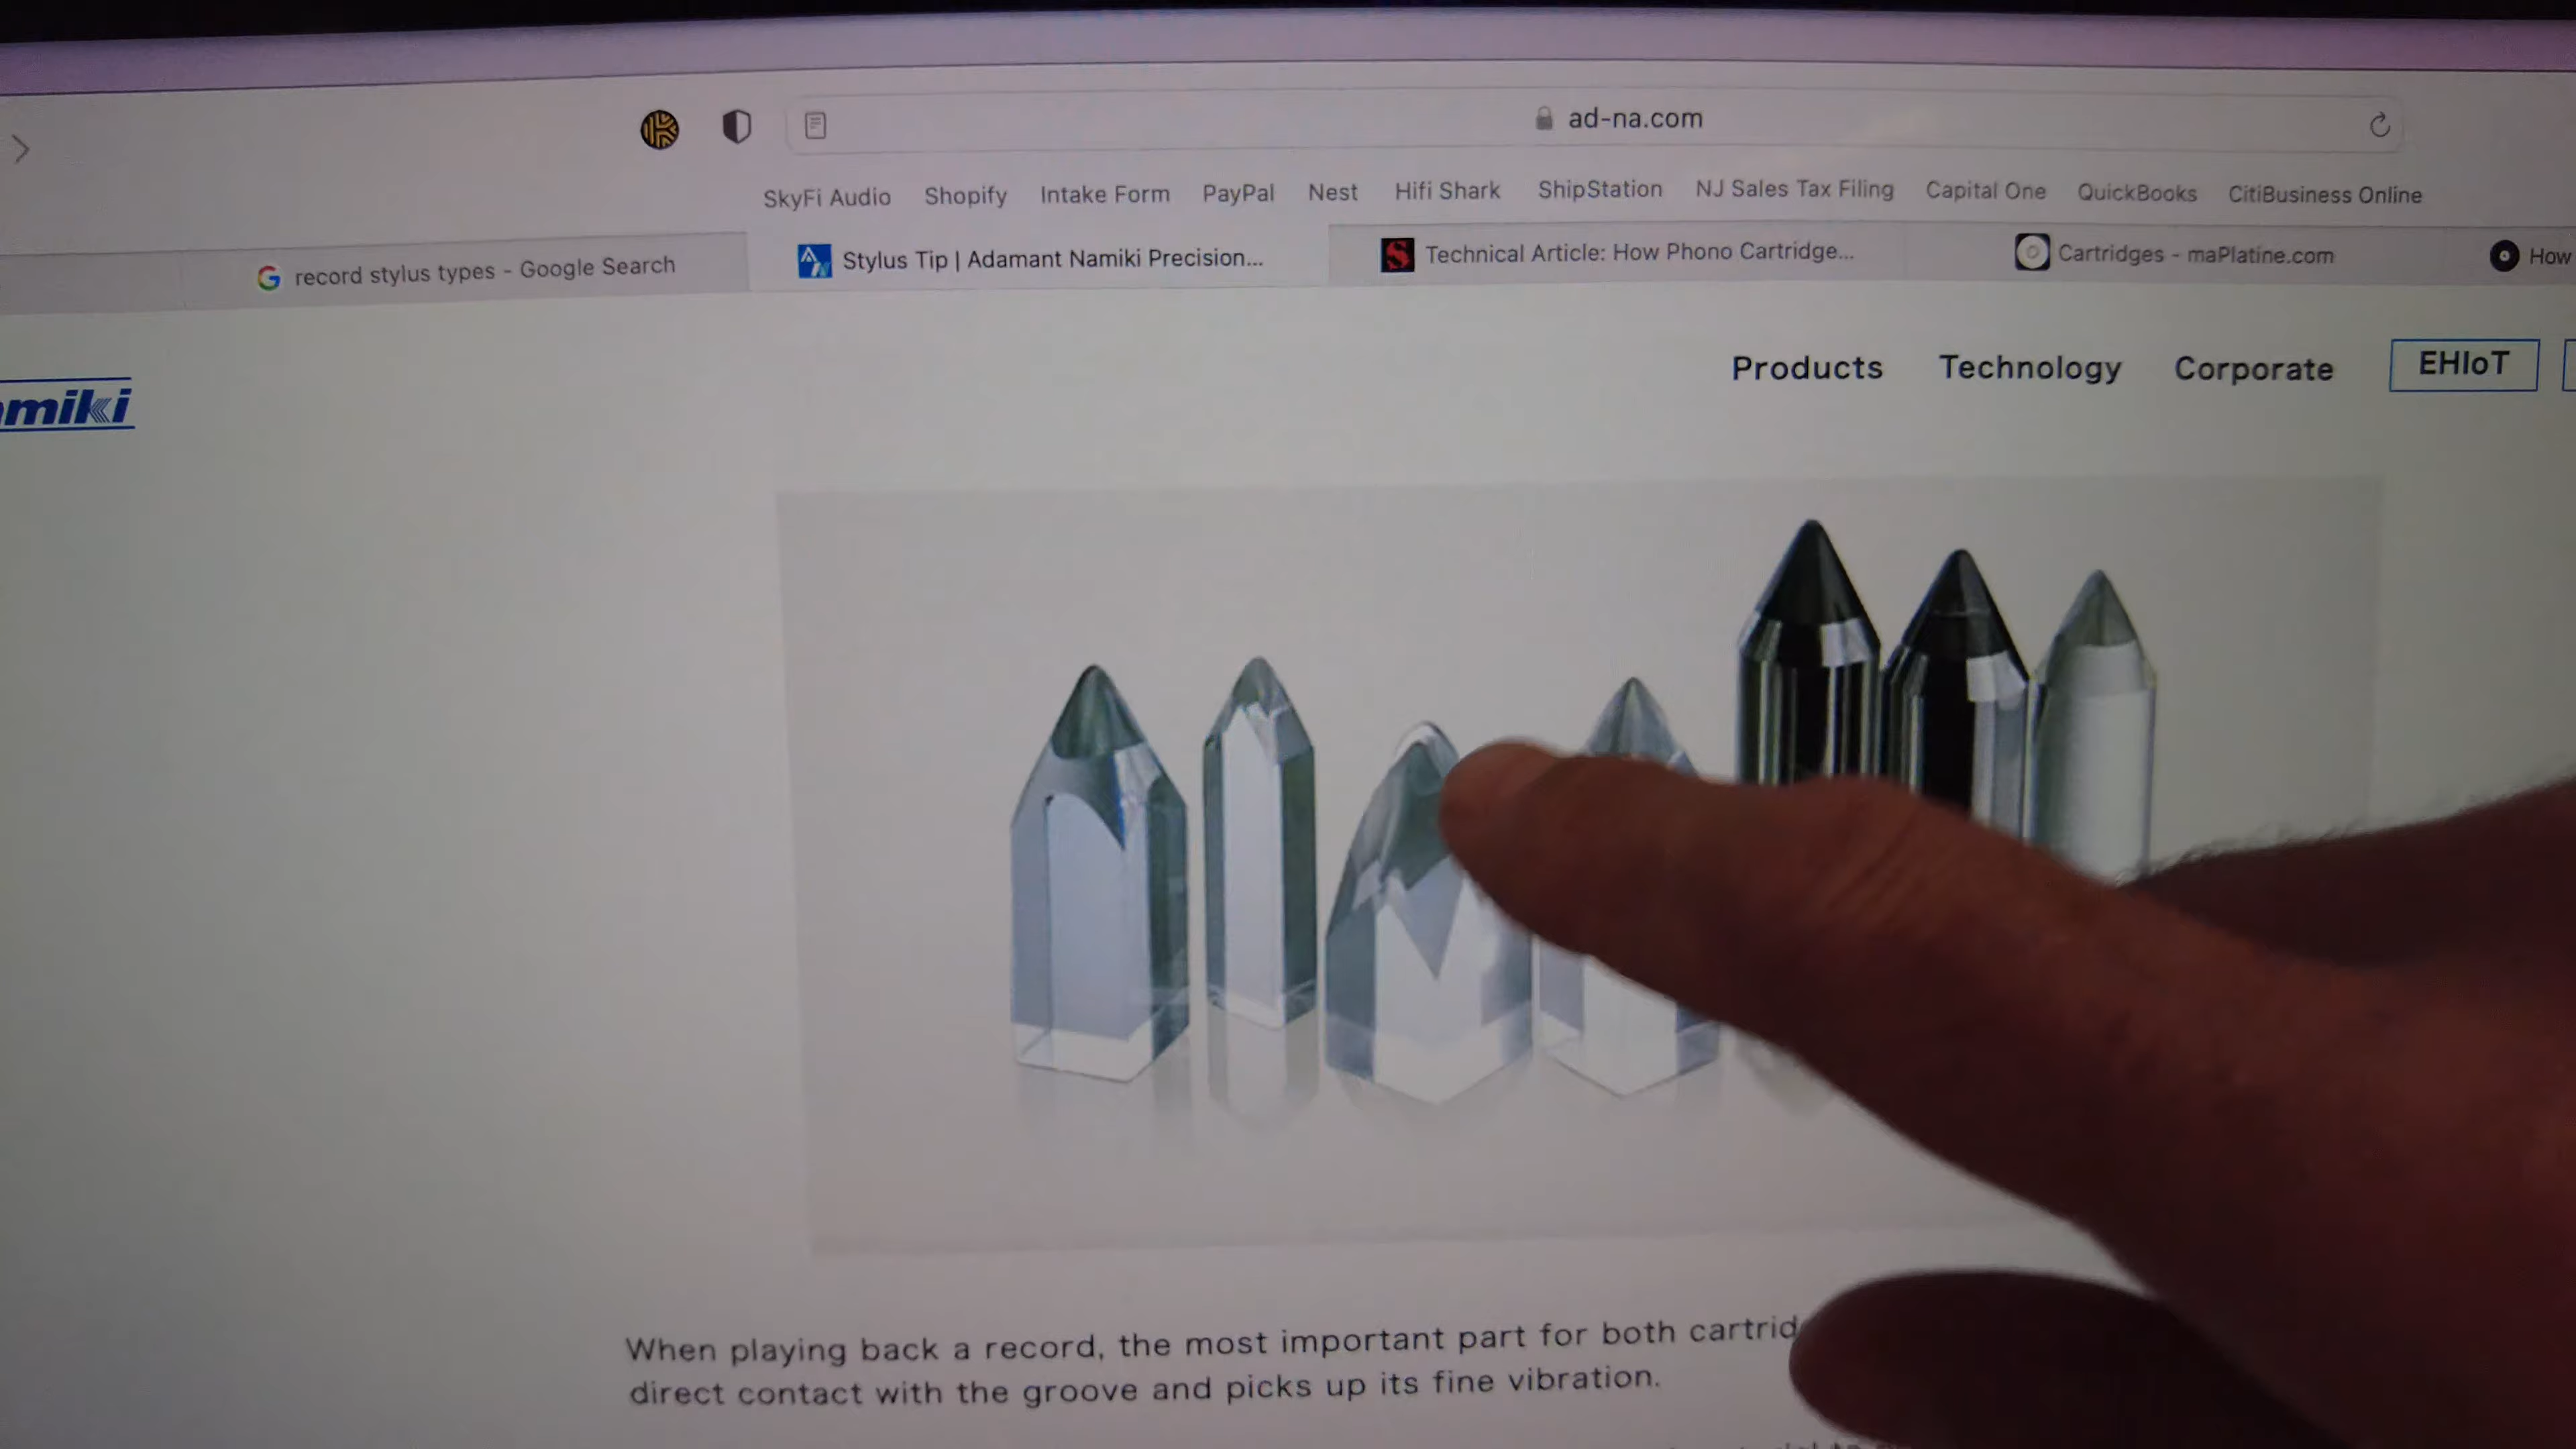 ad-na.com
SkyFi Audio Shopify Intake Form PayPal Nest Hifi Shark ShipStation NJ Sales Tax Filing Capital One QuickBooks CitiBusiness Online
record stylus types - Google Search
Stylus Tip | Adamant Namiki Precision...
Technical Article: How Phono Cartridge...
Cartridges - maPlatine.com
How
miki
Products Technology Corporate EHIoT
When playing back a record, the most important part for both cartrid
direct contact with the groove and picks up its fine vibration.